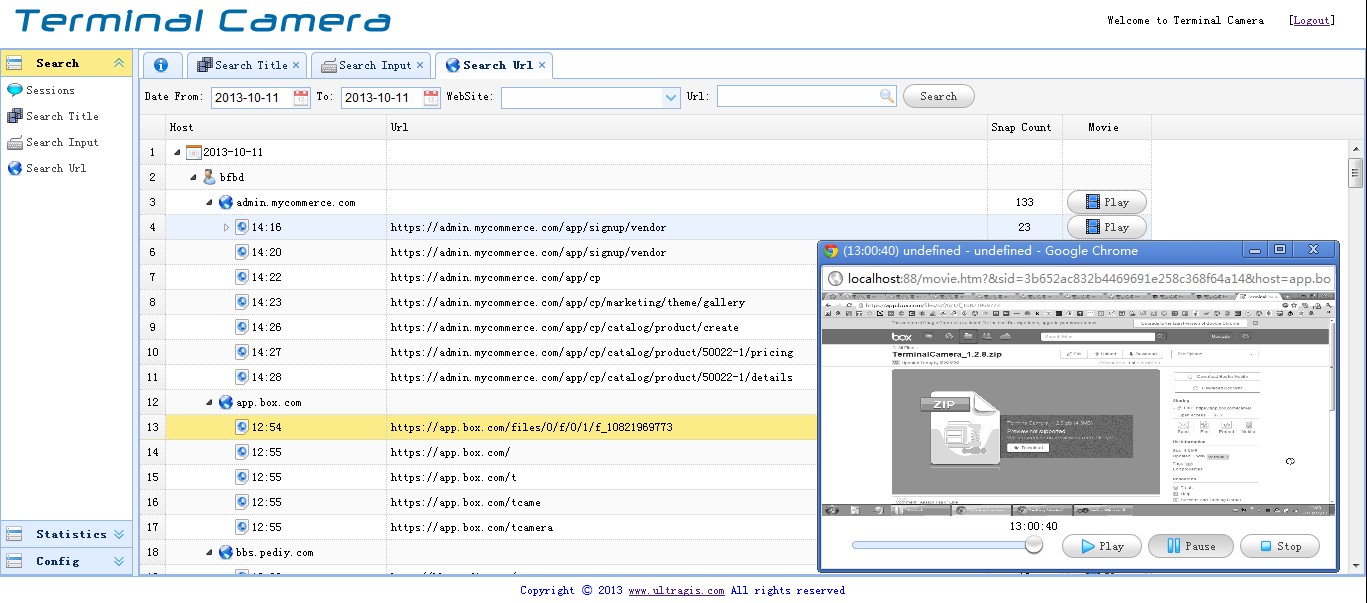 Terminal Camera
Welcome to Terminal Camera [Logout]
Search
Sessions
Search Title
Search Input
Search Url
Statistics
Config
Search Title × Search Input × Search Url ×
Date From: 2013-10-11 To: 2013-10-11 WebSite: Url: Search
Host Url Snap Count Movie
1 2013-10-11
2 bfbd
3 admin.mycommerce.com 133 Play
4 14:16 https://admin.mycommerce.com/app/signup/vendor 23 Play
6 14:20 https://admin.mycommerce.com/app/signup/vendor
7 14:22 https://admin.mycommerce.com/app/cp
8 14:23 https://admin.mycommerce.com/app/cp/marketing/theme/gallery
9 14:26 https://admin.mycommerce.com/app/cp/catalog/product/create
10 14:27 https://admin.mycommerce.com/app/cp/catalog/product/50022-1/pricing
11 14:28 https://admin.mycommerce.com/app/cp/catalog/product/50022-1/details
12 app.box.com
13 12:54 https://app.box.com/files/0/f/0/1/f_10821969773
14 12:55 https://app.box.com/
15 12:55 https://app.box.com/t
16 12:55 https://app.box.com/tcame
17 12:55 https://app.box.com/tcamera
18 bbs.pediy.com
(13:00:40) undefined - undefined - Google Chrome
localhost:88/movie.htm?&sid=3b652ac832b4469691e258c368f64a14&host=app.bo
box
TerminalCamera_1.2.8.zip
ZIP
Preview not supported.
Download
Sharing
13:00:40
Play Pause Stop
Copyright © 2013 www.ultragis.com All rights reserved